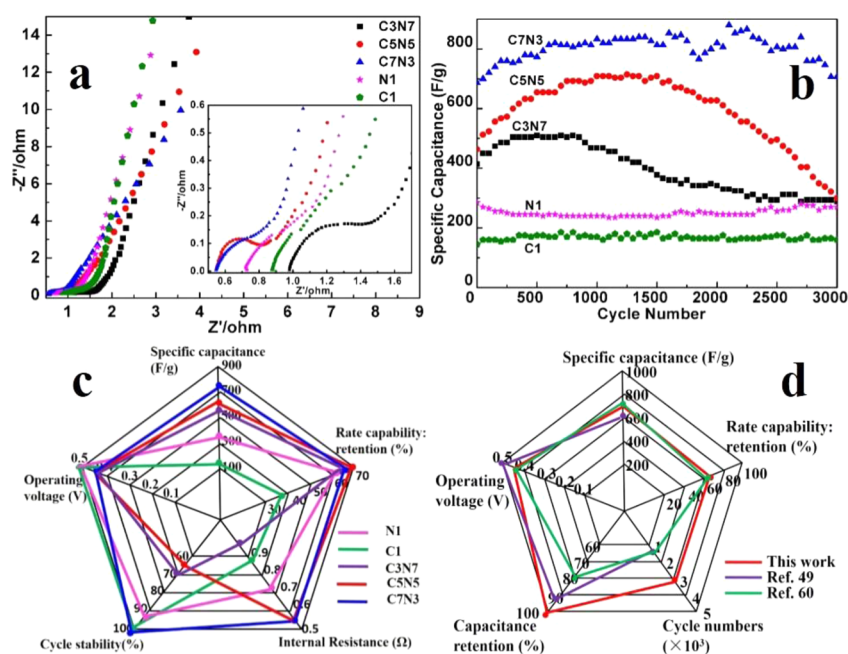 a
-Z''/ohm
14
12
10
8
6
4
2
0
1
2
3
4
5
6
7
8
9
Z'/ohm
C3N7
C5N5
C7N3
N1
C1
-Z''/ohm
0.6
0.5
0.4
0.3
0.2
0.1
0.0
0.6
0.8
1.0
1.2
1.4
1.6
Z'/ohm
b
Specific Capacitance (F/g)
800
600
400
200
0
0
500
1000
1500
2000
2500
3000
Cycle Number
C7N3
C5N5
C3N7
N1
C1
c
Specific capacitance
(F/g)
900
700
300
100
Rate capability:
retention (%)
70
50
Operating
voltage (V)
0.5
0.3
0.2
0.1
60
70
90
Cycle stability(%)
0.9
0.8
0.7
0.6
0.5
Internal Resistance (Ω)
N1
C1
C3N7
C5N5
C7N3
d
Specific capacitance (F/g)
1000
800
600
400
200
Rate capability:
retention (%)
100
80
60
40
20
Operating
voltage (V)
0.5
0.4
0.3
0.2
0.1
60
70
80
90
100
Capacitance
retention (%)
1
2
3
4
5
Cycle numbers
(×10³)
This work
Ref. 49
Ref. 60